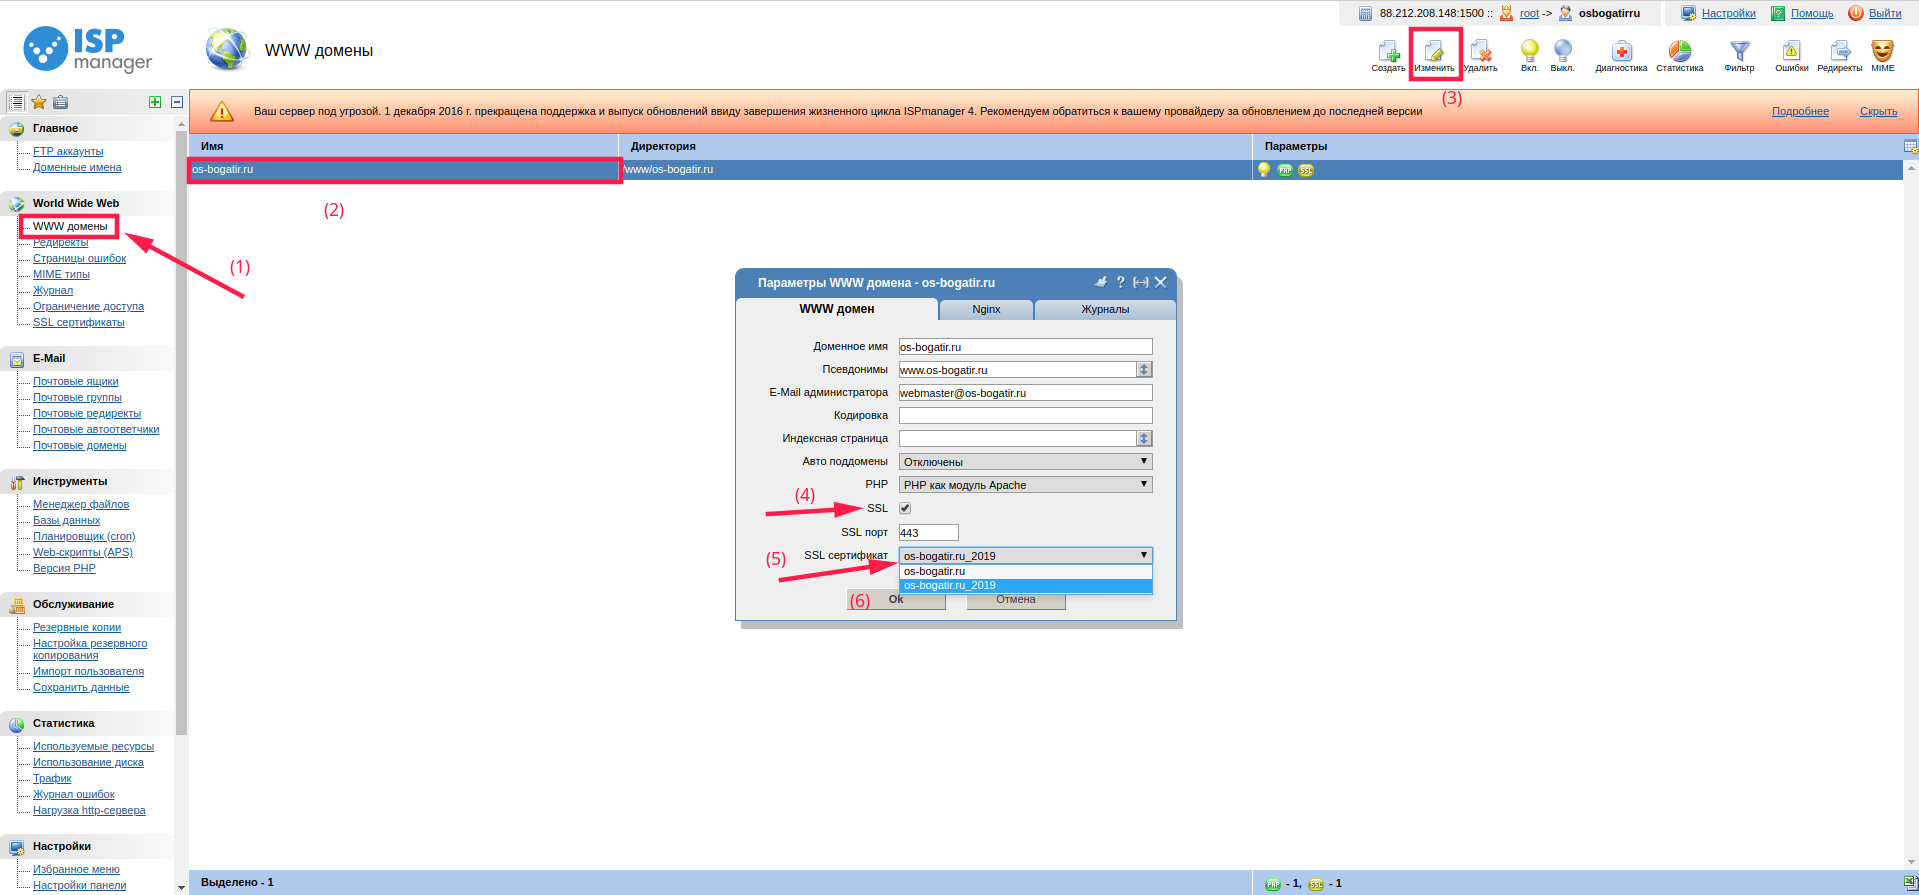 88.212.208.148:1500 :: root -> osbogatirru Настройки Помощь Выйти
ISP
manager
WWW домены
Создать Изменить Удалить Вкл. Выкл. Диагностика Статистика Фильтр Ошибки Редиректы MIME
(3)
Ваш сервер под угрозой. 1 декабря 2016 г. прекращена поддержка и выпуск обновлений ввиду завершения жизненного цикла ISPmanager 4. Рекомендуем обратиться к вашему провайдеру за обновлением до последней версии Подробнее Скрыть
Главное
FTP аккаунты
Доменные имена
World Wide Web
WWW домены
Редиректы
Страницы ошибок
MIME типы
Журнал
Ограничение доступа
SSL сертификаты
E-Mail
Почтовые ящики
Почтовые группы
Почтовые редиректы
Почтовые автоответчики
Почтовые домены
Инструменты
Менеджер файлов
Базы данных
Планировщик (cron)
Web-скрипты (APS)
Версия PHP
Обслуживание
Резервные копии
Настройка резервного
копирования
Импорт пользователя
Сохранить данные
Статистика
Используемые ресурсы
Использование диска
Трафик
Журнал ошибок
Нагрузка http-сервера
Настройки
Избранное меню
Настройки панели
Имя Директория Параметры
os-bogatir.ru /www/os-bogatir.ru PHP SSL
(2)
(1)
Параметры WWW домена - os-bogatir.ru ?
WWW домен Nginx Журналы
Доменное имя os-bogatir.ru
Псевдонимы www.os-bogatir.ru
E-Mail администратора webmaster@os-bogatir.ru
Кодировка
Индексная страница
Авто поддомены Отключены
PHP PHP как модуль Apache
(4) SSL
SSL порт 443
(5) SSL сертификат os-bogatir.ru_2019
os-bogatir.ru
os-bogatir.ru_2019
(6) Ok Отмена
Выделено - 1 PHP - 1, SSL - 1